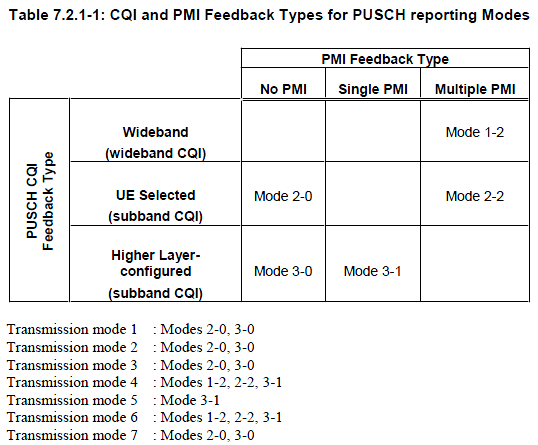 Table 7.2.1-1: CQI and PMI Feedback Types for PUSCH reporting Modes
PMI Feedback Type
No PMI Single PMI Multiple PMI
PUSCH CQI
Feedback Type
Wideband
(wideband CQI)
Mode 1-2
UE Selected
(subband CQI)
Mode 2-0 Mode 2-2
Higher Layer-
configured
(subband CQI)
Mode 3-0 Mode 3-1
Transmission mode 1 : Modes 2-0, 3-0
Transmission mode 2 : Modes 2-0, 3-0
Transmission mode 3 : Modes 2-0, 3-0
Transmission mode 4 : Modes 1-2, 2-2, 3-1
Transmission mode 5 : Mode 3-1
Transmission mode 6 : Modes 1-2, 2-2, 3-1
Transmission mode 7 : Modes 2-0, 3-0